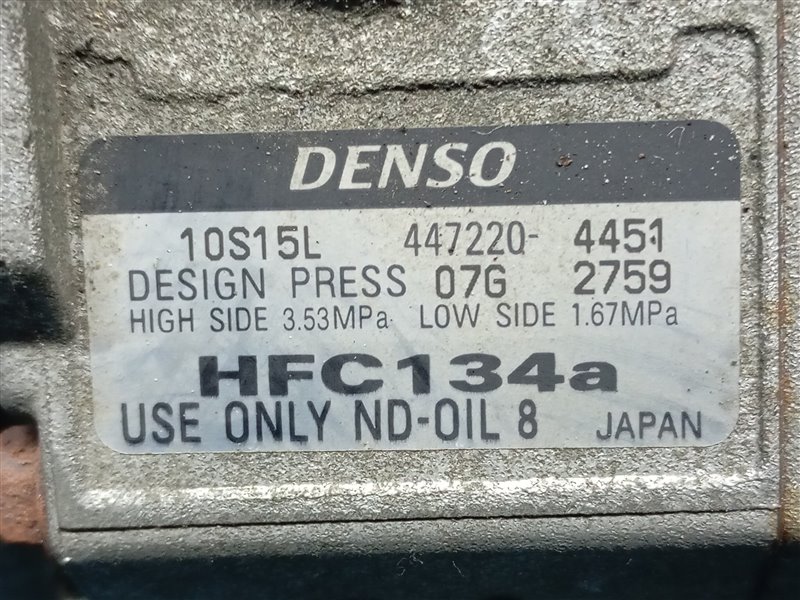 DENSO
10S15L 447220- 4451
DESIGN PRESS 07G 2759
HIGH SIDE 3.53MPa LOW SIDE 1.67MPa
HFC134a
USE ONLY ND-OIL 8 JAPAN